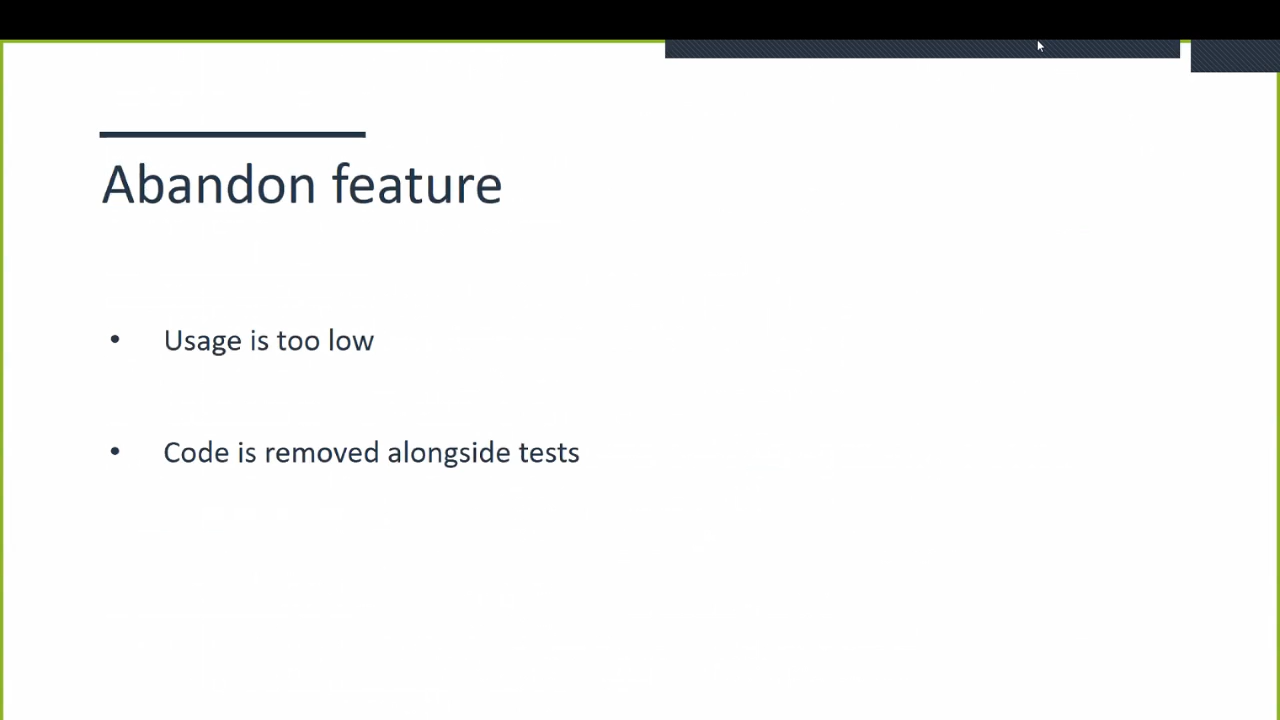 Abandon feature
• Usage is too low
• Code is removed alongside tests